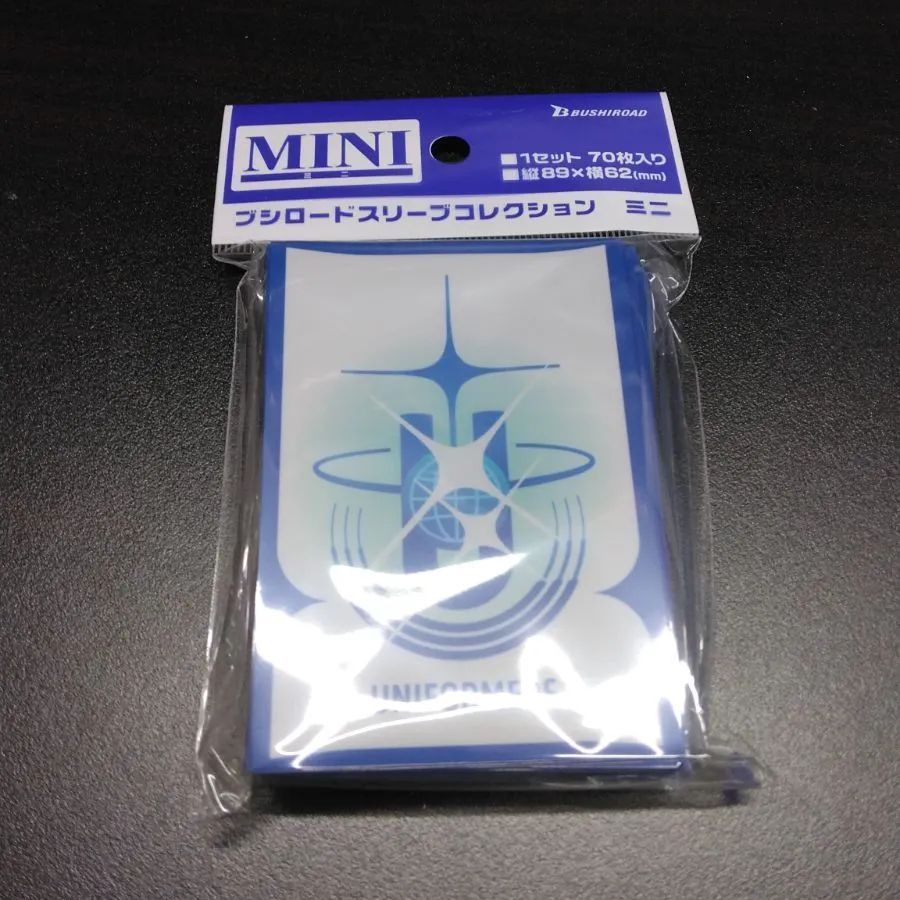 BUSHIROAD
MINI
ミニ
■1セット 70枚入り
■縦89×横62(mm)
ブシロードスリーブコレクション ミニ
UNIFORMERS